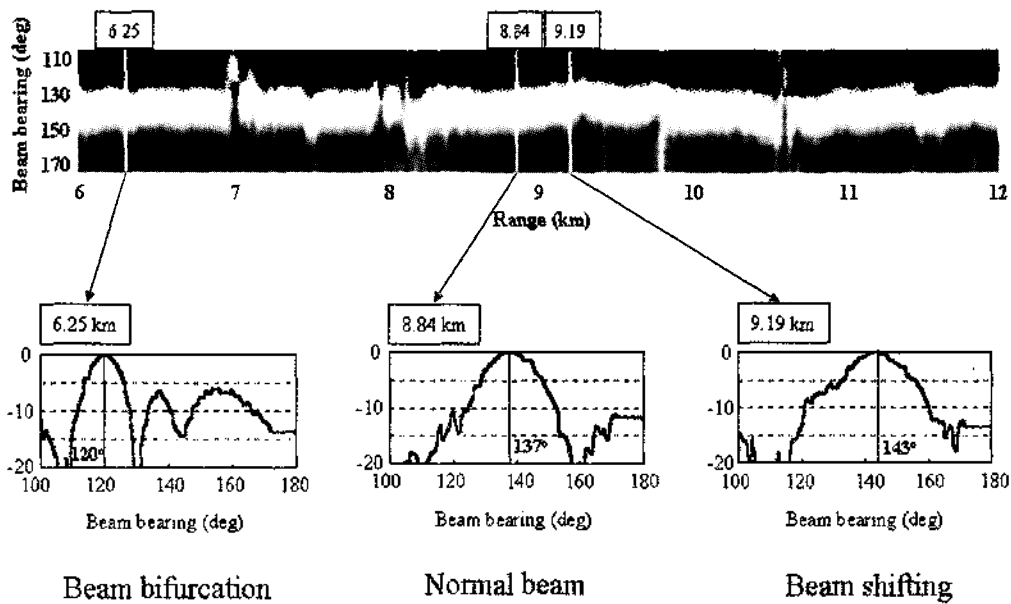 6.25 8.84 9.19
Beam bearing (deg)
110
130
150
170
6 7 8 9 10 11 12
Range (km)
6.25 km 8.84 km 9.19 km
0
-10
-20
120°
100 120 140 160 180
Beam bearing (deg)
0
-10
-20
137°
100 120 140 160 180
Beam bearing (deg)
0
-10
-20
143°
100 120 140 160 180
Beam bearing (deg)
Beam bifurcation Normal beam Beam shifting